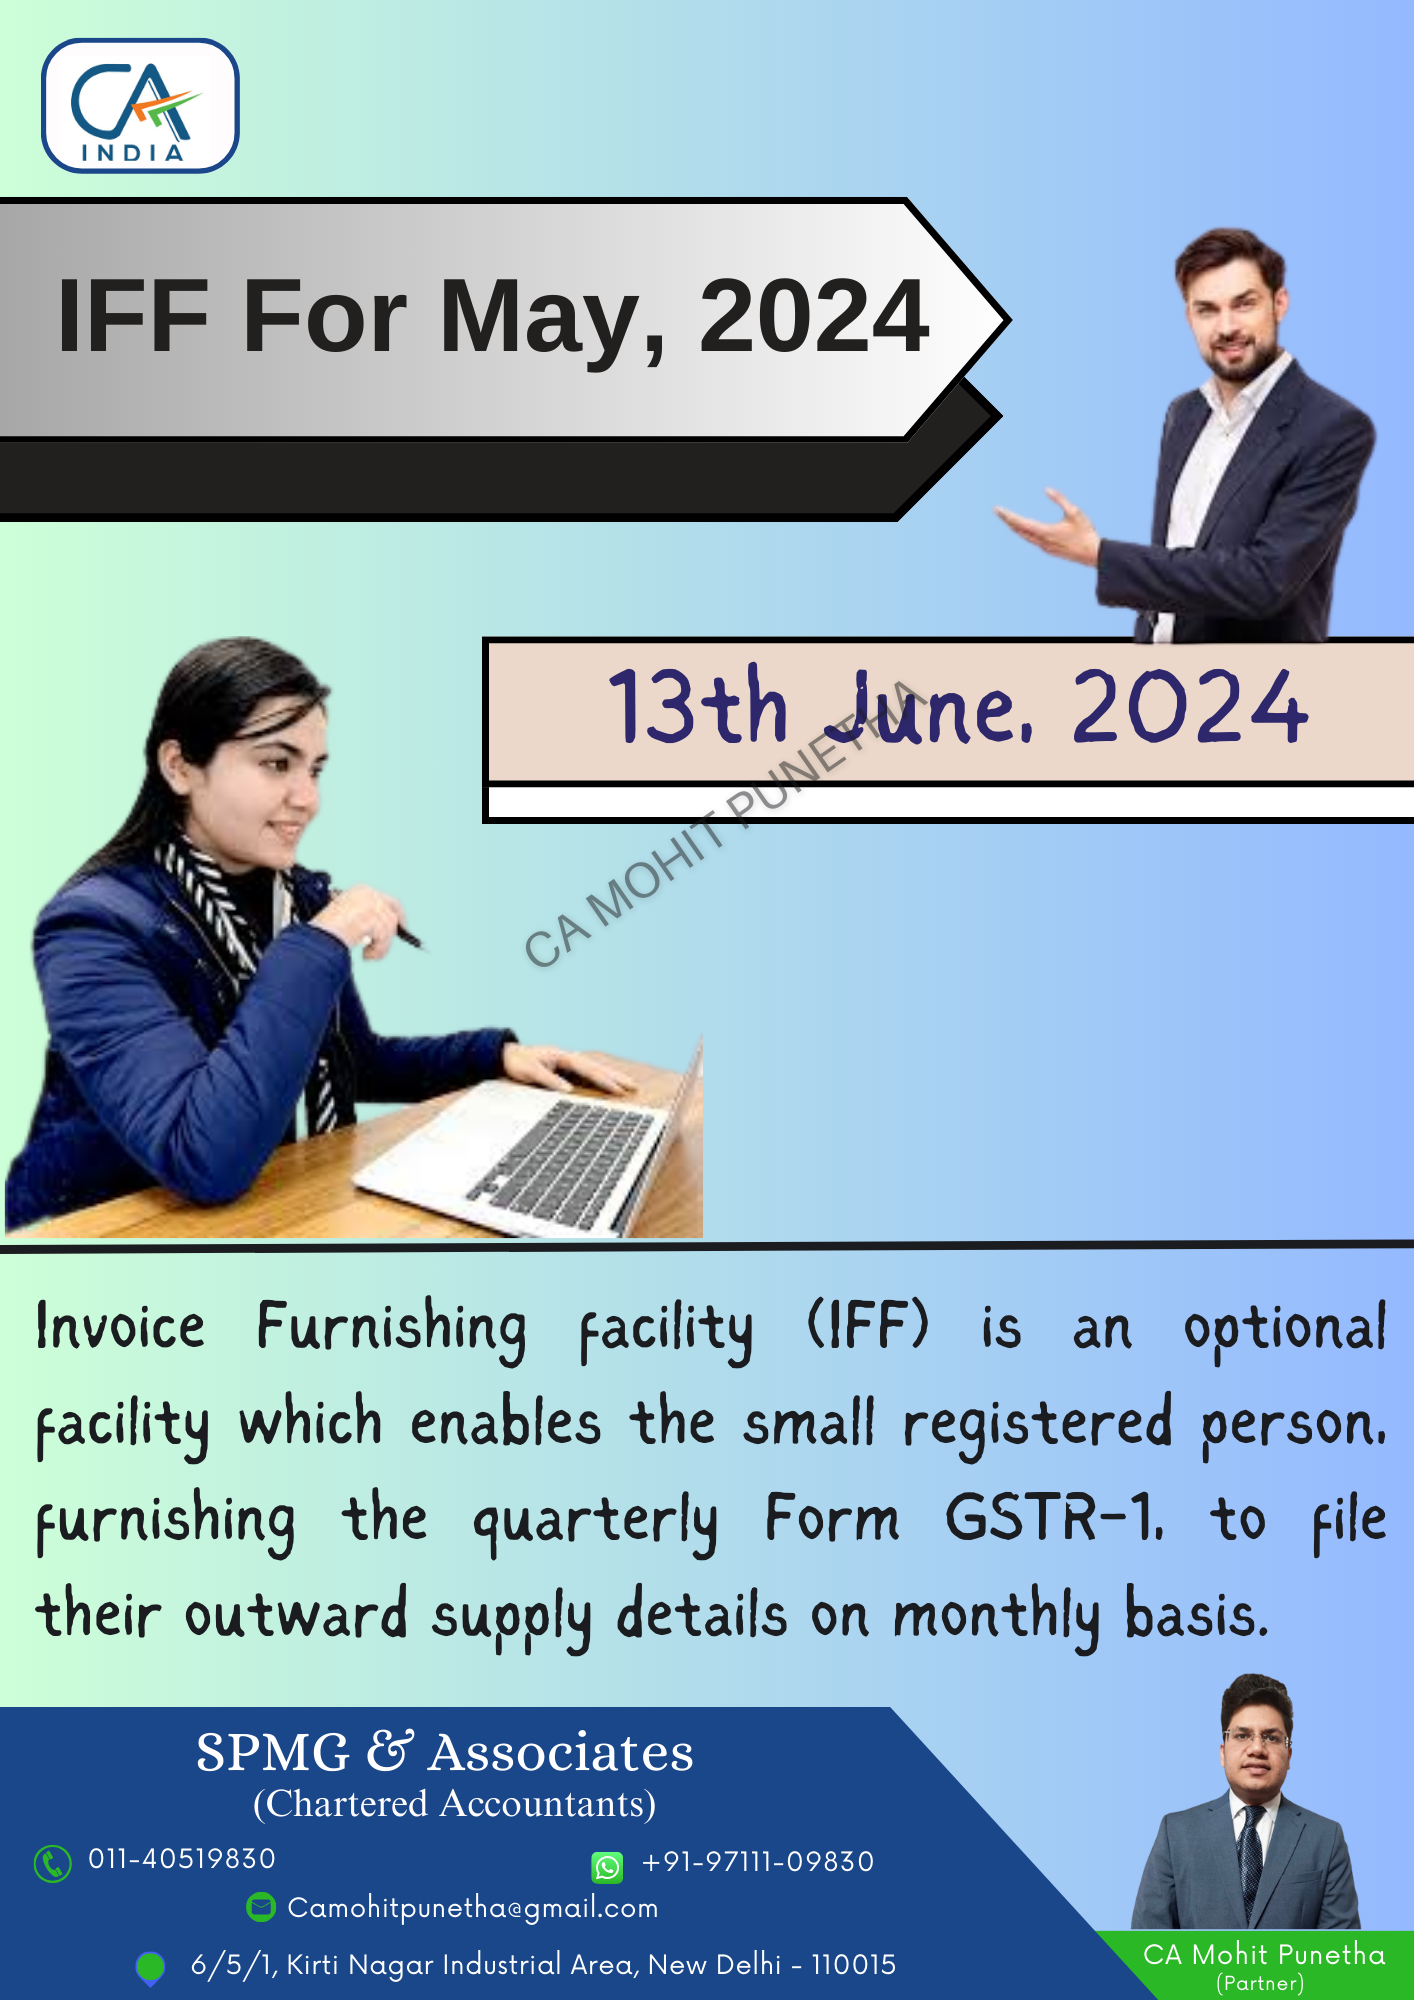 CA
INDIA
IFF For May, 2024
13th June, 2024
CA MOHIT PUNETHA
Invoice Furnishing facility (IFF) is an optional
facility which enables the small registered person,
furnishing the quarterly Form GSTR-1, to file
their outward supply details on monthly basis.
SPMG & Associates
(Chartered Accountants)
011-40519830
+91-97111-09830
Camohitpunetha@gmail.com
6/5/1, Kirti Nagar Industrial Area, New Delhi - 110015
CA Mohit Punetha
(Partner)